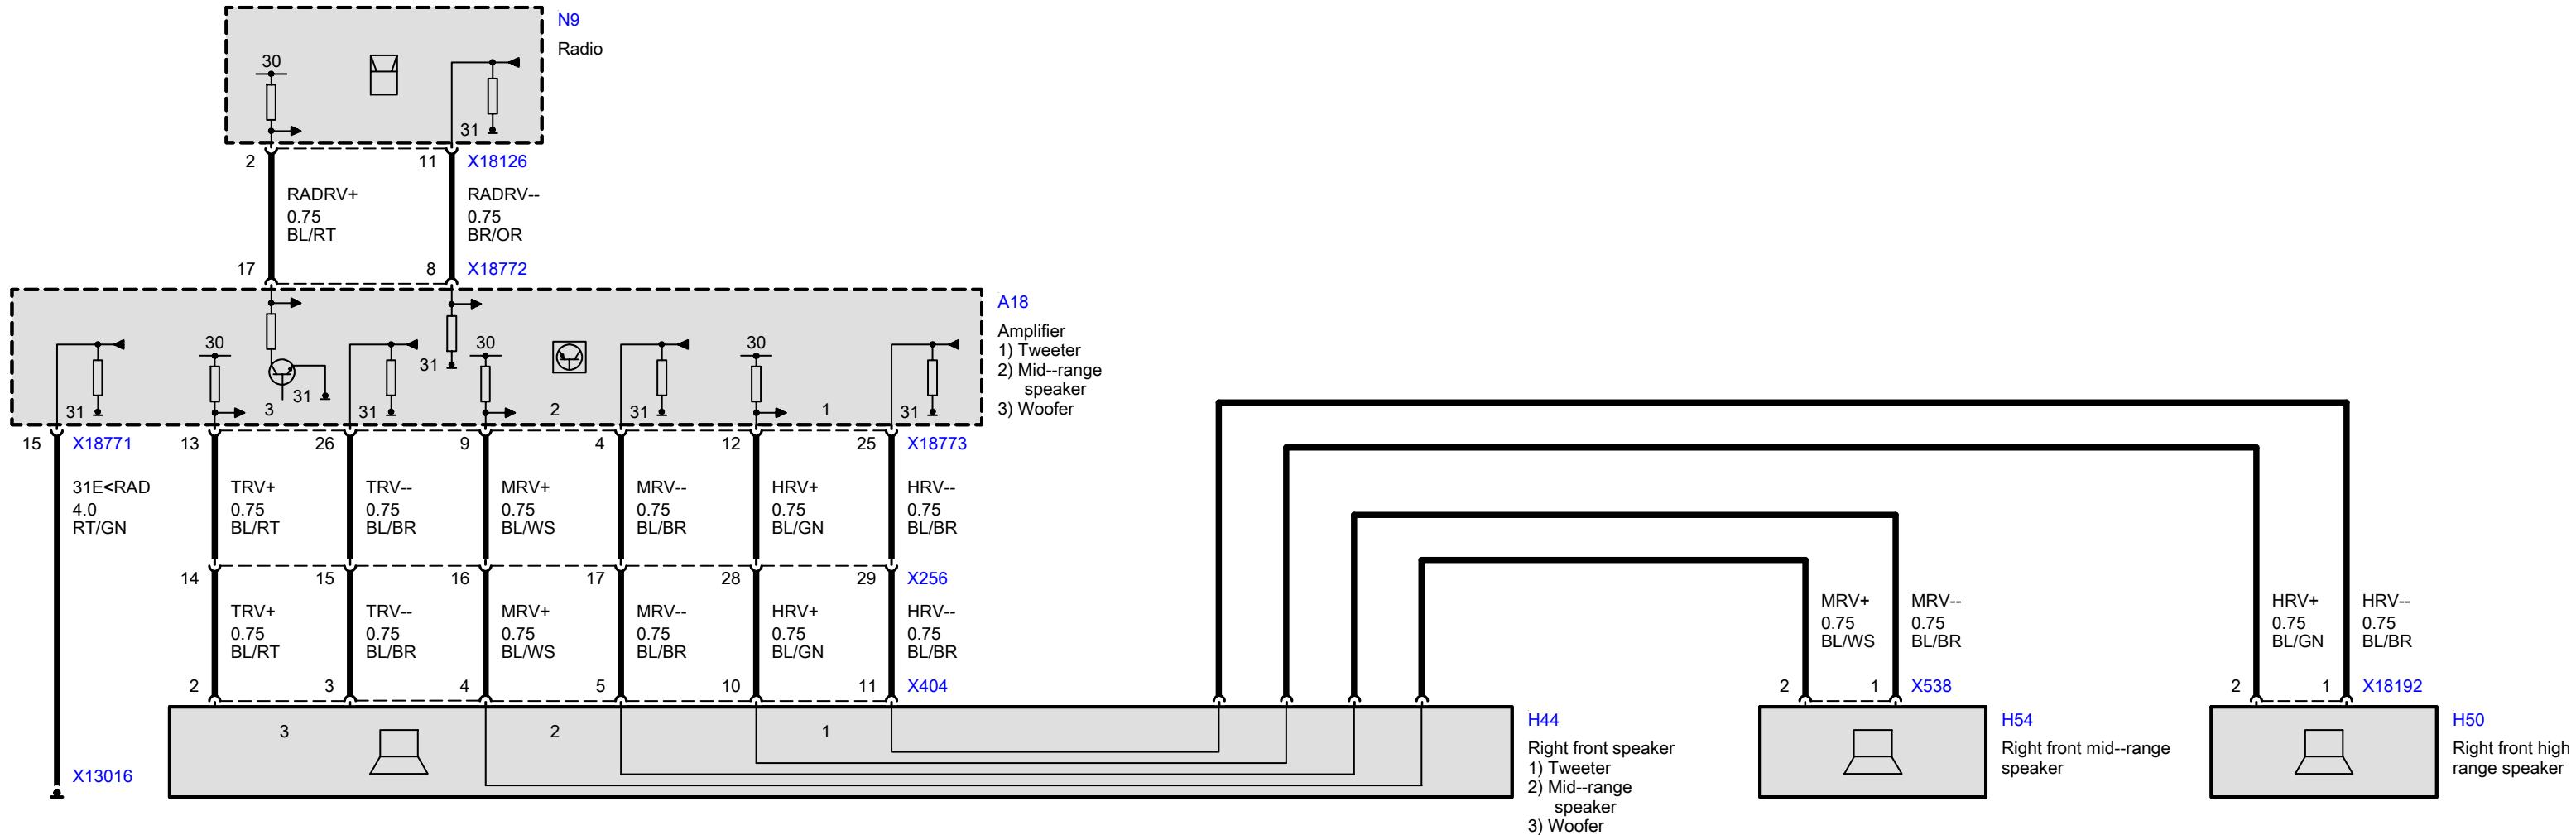 N9
Radio
30
31
2
11
X18126
RADRV+
0.75
BL/RT
RADRV--
0.75
BR/OR
17
8
X18772
A18
Amplifier
1) Tweeter
2) Mid--range
speaker
3) Woofer
31
30
3
31
31
31
30
2
31
30
1
31
15
X18771
13
26
9
4
12
25
X18773
31E<RAD
4.0
RT/GN
TRV+
0.75
BL/RT
TRV--
0.75
BL/BR
MRV+
0.75
BL/WS
MRV--
0.75
BL/BR
HRV+
0.75
BL/GN
HRV--
0.75
BL/BR
14
15
16
17
28
29
X256
TRV+
0.75
BL/RT
TRV--
0.75
BL/BR
MRV+
0.75
BL/WS
MRV--
0.75
BL/BR
HRV+
0.75
BL/GN
HRV--
0.75
BL/BR
MRV+
0.75
BL/WS
MRV--
0.75
BL/BR
HRV+
0.75
BL/GN
HRV--
0.75
BL/BR
2
3
4
5
10
11
X404
2
1
X538
2
1
X18192
3
2
1
X13016
H44
Right front speaker
1) Tweeter
2) Mid--range
speaker
3) Woofer
H54
Right front mid--range
speaker
H50
Right front high
range speaker